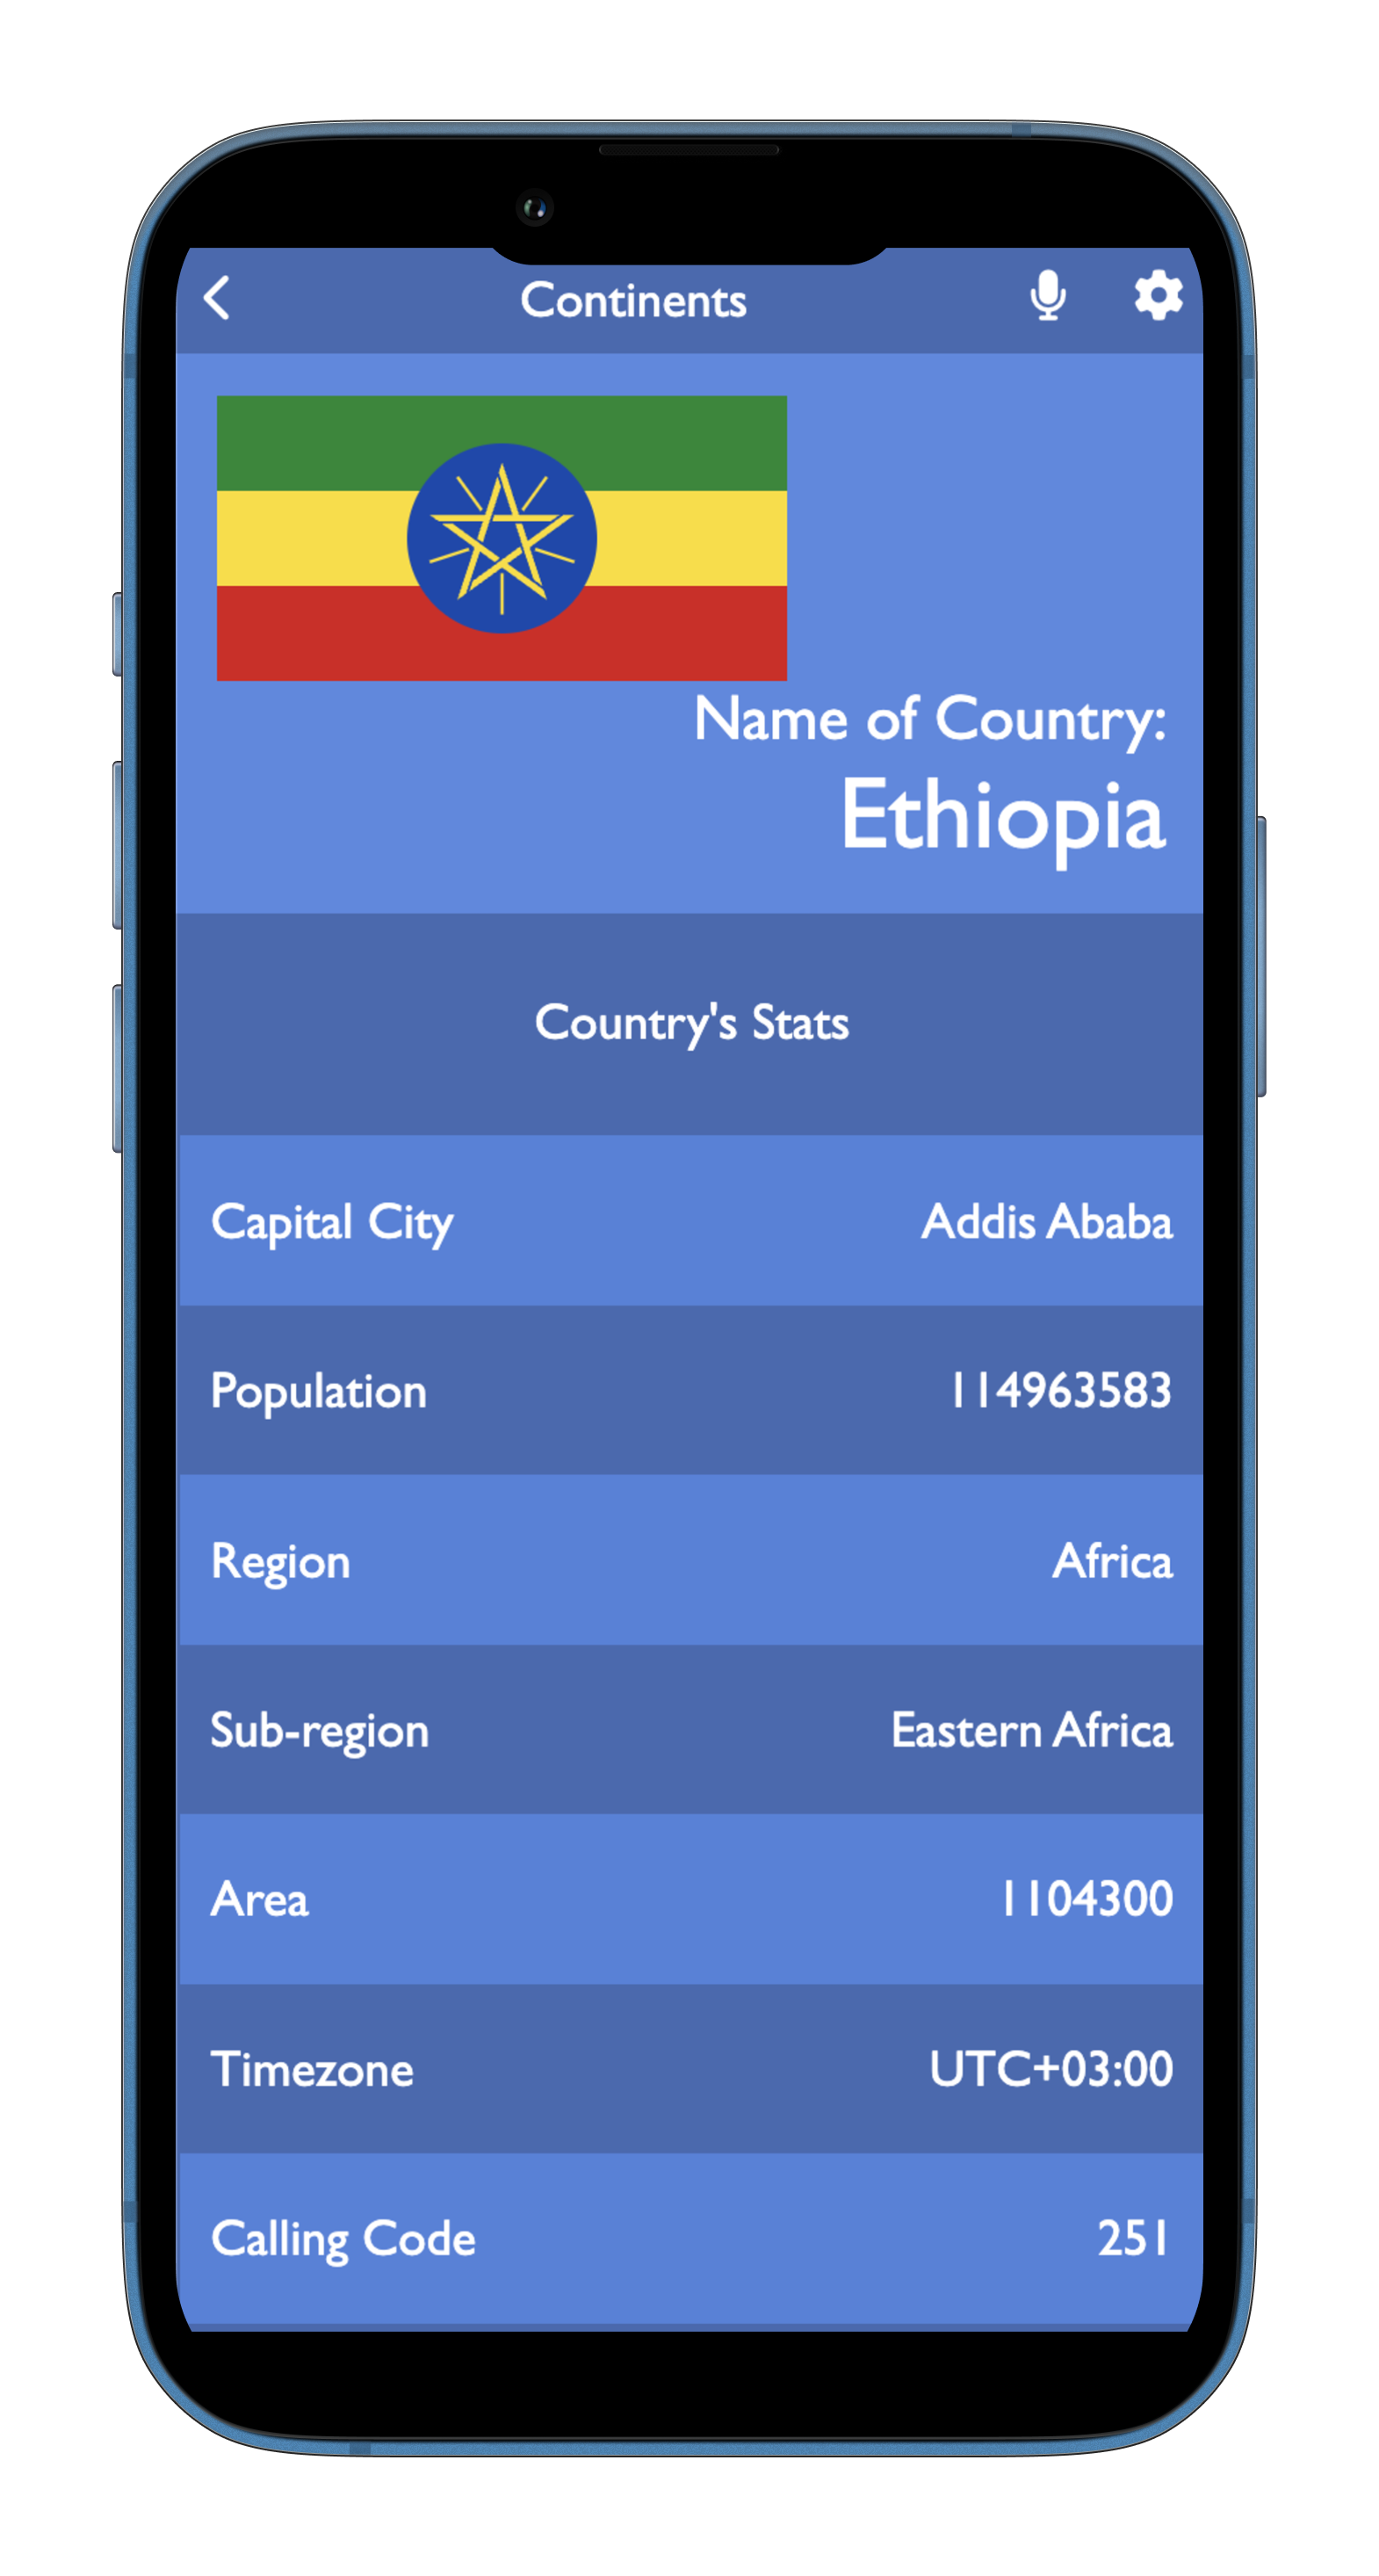 Continents
Name of Country:
Ethiopia
Country's Stats
Capital City Addis Ababa
Population 114963583
Region Africa
Sub-region Eastern Africa
Area 1104300
Timezone UTC+03:00
Calling Code 251